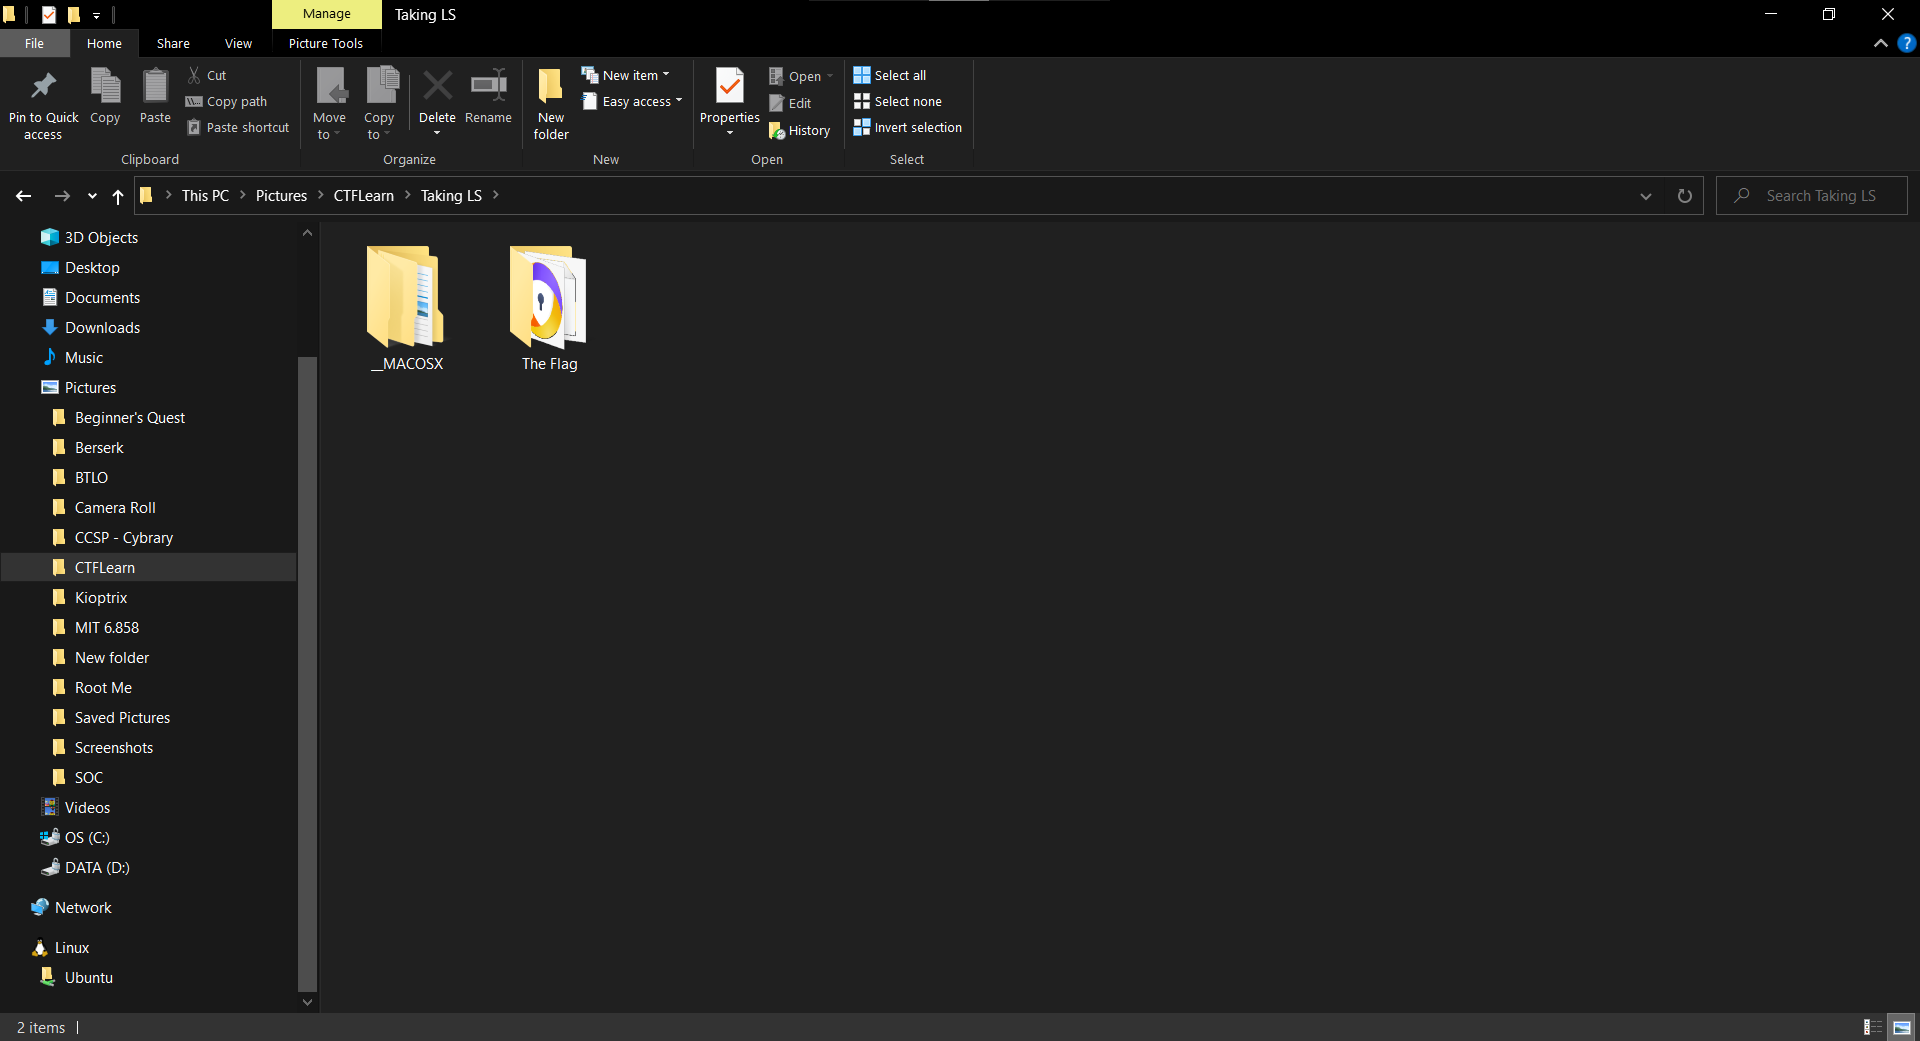 Manage
Taking LS
File
Home
Share
View
Picture Tools
?
Pin to Quick
access
Copy
Paste
Cut
Copy path
Paste shortcut
Clipboard
Move
to
Copy
to
Delete
Rename
Organize
New
folder
New item
Easy access
New
Properties
Open
Edit
History
Open
Select all
Select none
Invert selection
Select
This PC
Pictures
CTFLearn
Taking LS
Search Taking LS
3D Objects
Desktop
Documents
Downloads
Music
Pictures
Beginner's Quest
Berserk
BTLO
Camera Roll
CCSP - Cybrary
CTFLearn
Kioptrix
MIT 6.858
New folder
Root Me
Saved Pictures
Screenshots
SOC
Videos
OS (C:)
DATA (D:)
Network
Linux
Ubuntu
__MACOSX
The Flag
2 items